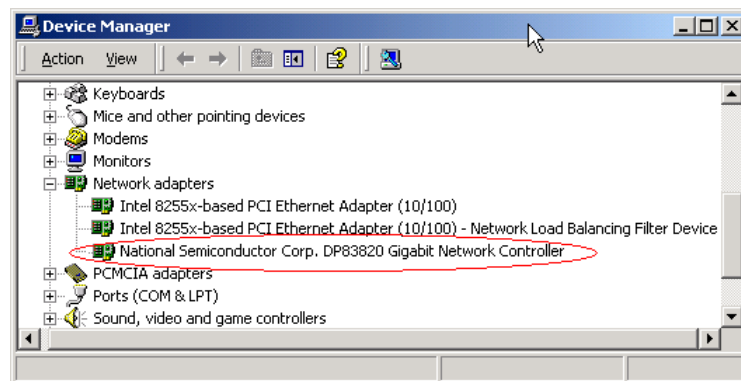 Device Manager
Action View
Keyboards
Mice and other pointing devices
Modems
Monitors
Network adapters
Intel 8255x-based PCI Ethernet Adapter (10/100)
Intel 8255x-based PCI Ethernet Adapter (10/100) - Network Load Balancing Filter Device
National Semiconductor Corp. DP83820 Gigabit Network Controller
PCMCIA adapters
Ports (COM & LPT)
Sound, video and game controllers